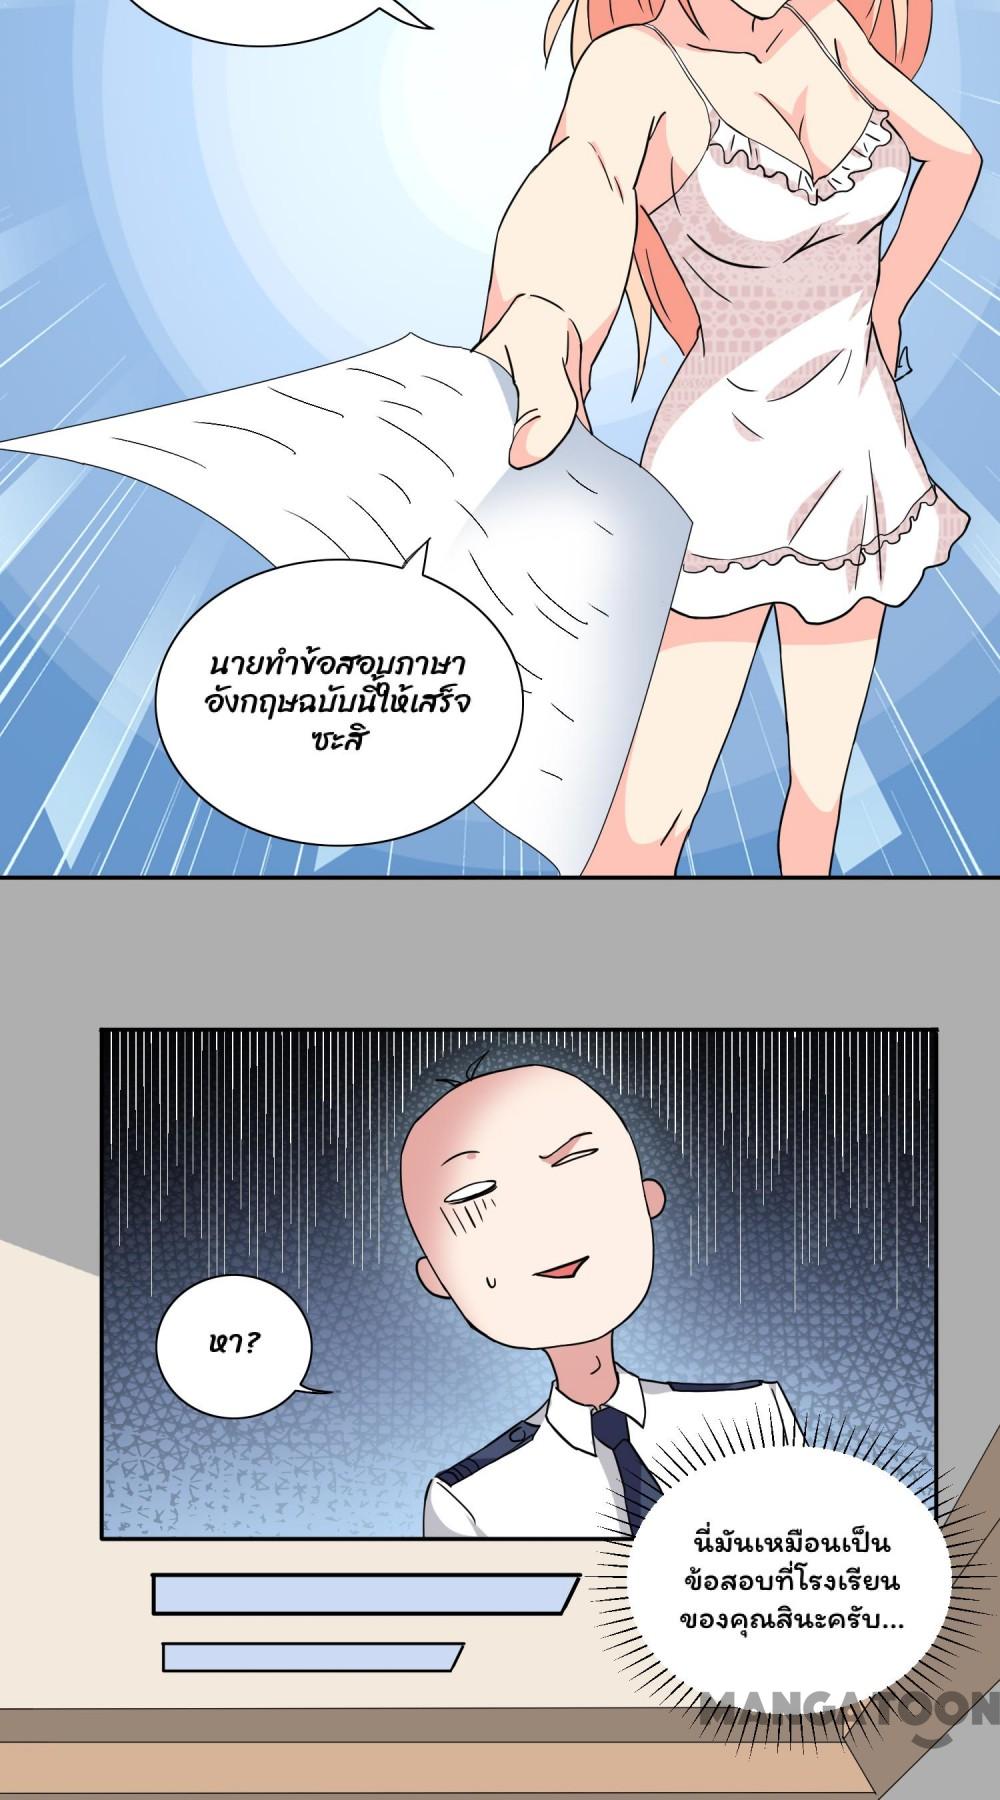 นายทำข้อสอบภาษา
อังกฤษฉบับนี้ให้เสร็จ
ซะสิ
หา?
นี่มันเหมือนเป็น
ข้อสอบที่โรงเรียน
ของคุณสินะครับ...
MANGATOON